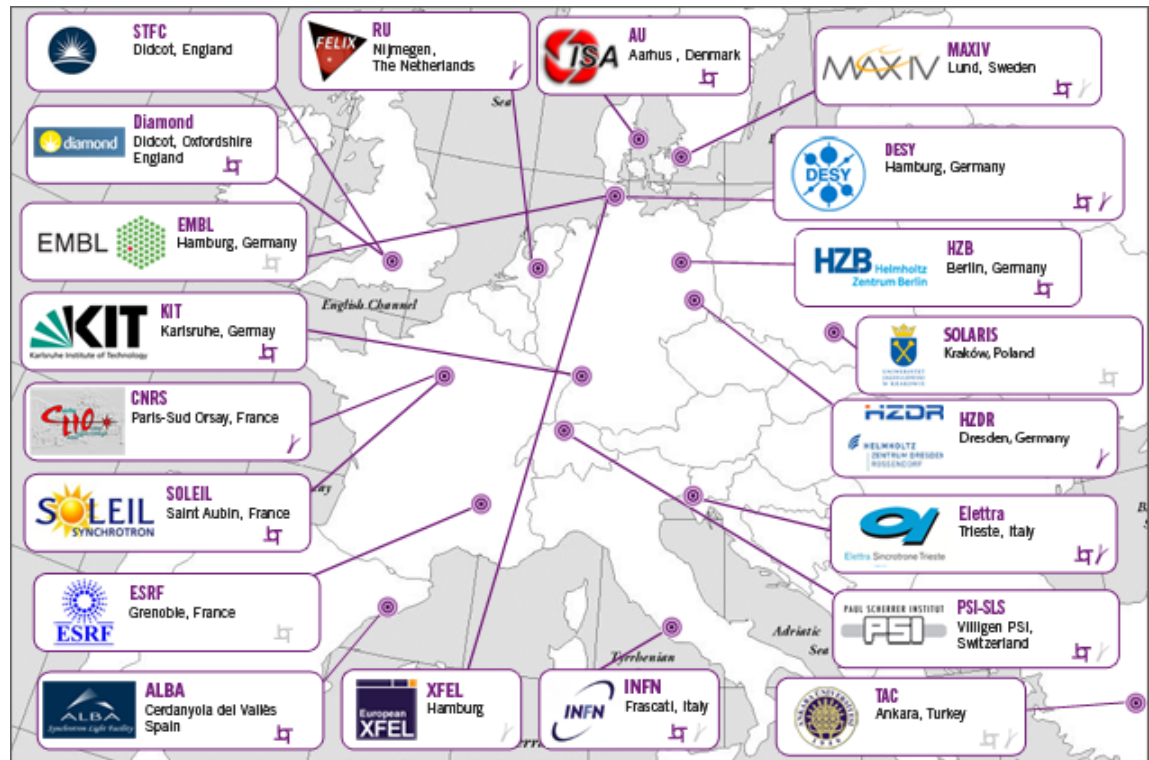 STFC
Didcot, England
FELIX
RU
Nijmegen,
The Netherlands
ISA
AU
Aarhus , Denmark
MAXIV
MAXIV
Lund, Sweden
Sea
diamond
Diamond
Didcot, Oxfordshire
England
DESY
DESY
Hamburg, Germany
EMBL
EMBL
Hamburg, Germany
HZB Helmholtz
Zentrum Berlin
HZB
Berlin, Germany
English Channel
KIT
Karlsruhe Institute of Technology
KIT
Karlsruhe, Germay
SOLARIS
Kraków, Poland
CNRS
Paris-Sud Orsay, France
HZDR
HELMHOLTZ
ZENTRUM DRESDEN
ROSSENDORF
HZDR
Dresden, Germany
SOLEIL
SYNCHROTRON
SOLEIL
Saint Aubin, France
Elettra Sincrotrone Trieste
Elettra
Trieste, Italy
ESRF
ESRF
Grenoble, France
PAUL SCHERRER INSTITUT
PSI
PSI-SLS
Villigen PSI,
Switzerland
Adriatic
Sea
Tyrrhenian
ALBA
Synchrotron Light Facility
ALBA
Cerdanyola del Vallès
Spain
European
XFEL
XFEL
Hamburg
INFN
INFN
Frascati, Italy
TAC
Ankara, Turkey